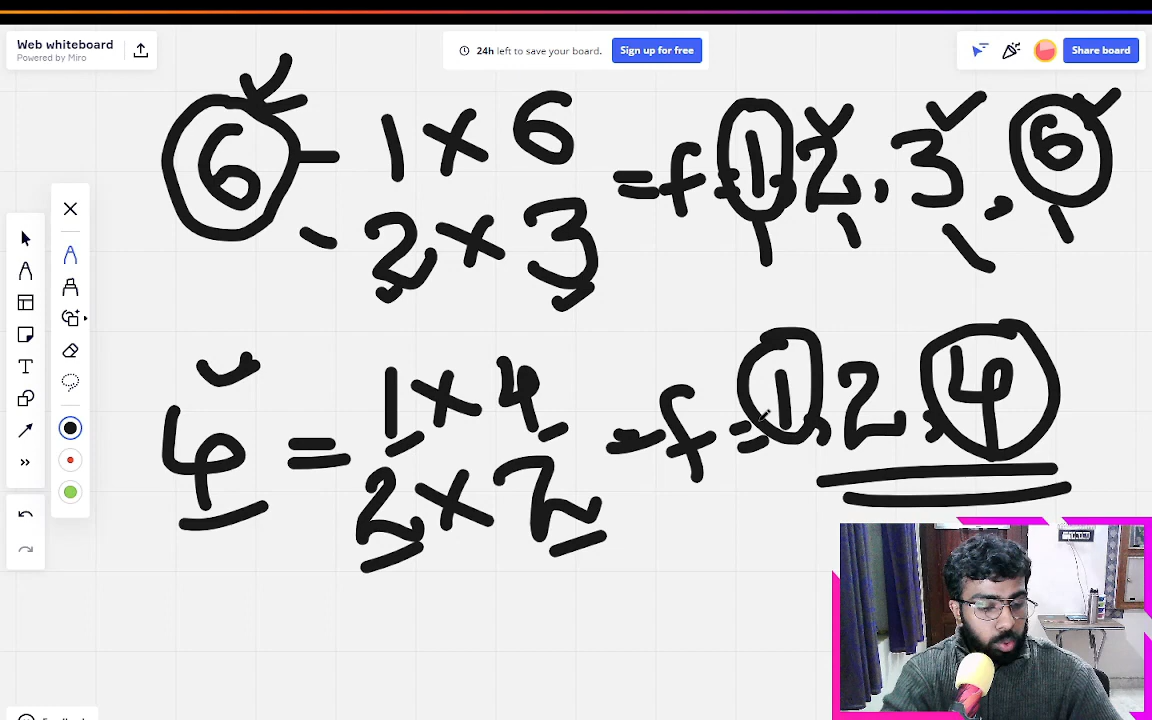 Web whiteboard
Powered by Miro
24h left to save your board.
Sign up for free
Share board
6 - 1 x 6 = f = 1, 2, 3, 6
- 2 x 3
4 = 1 x 4 = f = 1, 2, 4
2 x 2